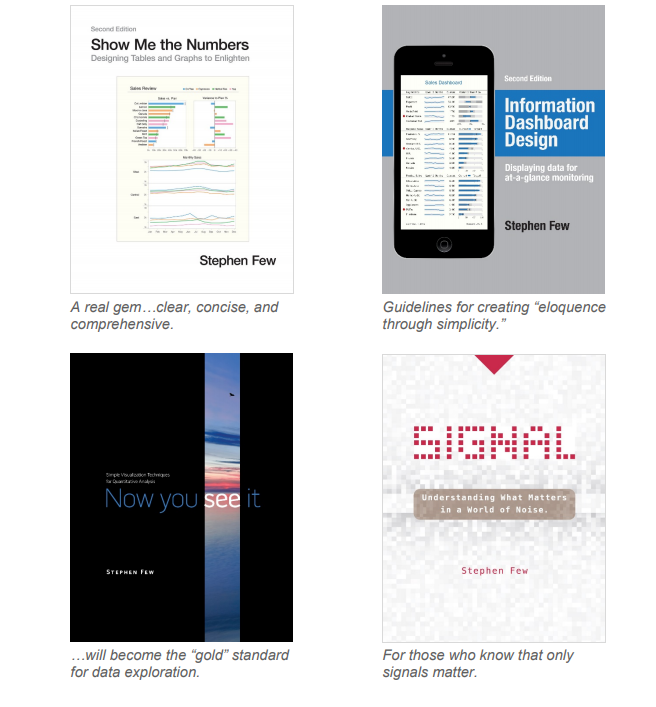 Second Edition
Show Me the Numbers
Designing Tables and Graphs to Enlighten
Sales Review
Stephen Few
A real gem…clear, concise, and
comprehensive.
Sales Dashboard
Second Edition
Information
Dashboard
Design
Displaying data for
at-a-glance monitoring
Stephen Few
Guidelines for creating “eloquence
through simplicity.”
Simple Visualization Techniques
for Quantitative Analysis
Now you see it
STEPHEN FEW
…will become the “gold” standard
for data exploration.
SIGNAL
Understanding What Matters
in a World of Noise.
Stephen Few
For those who know that only
signals matter.